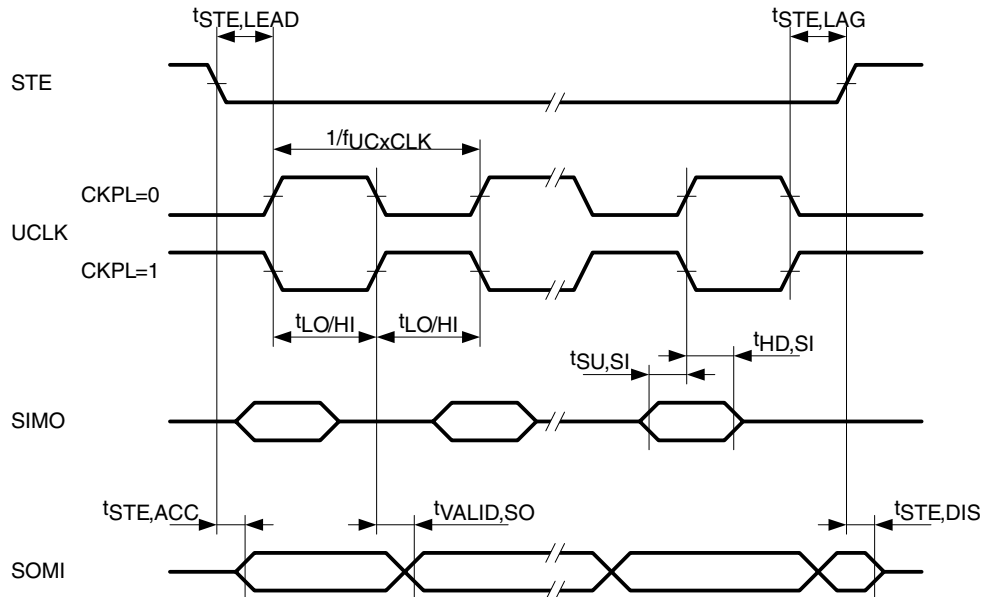 tSTE,LEAD
tSTE,LAG
STE
1/fUCxCLK
CKPL=0
UCLK
CKPL=1
tLO/HI
tLO/HI
tHD,SI
tSU,SI
SIMO
tSTE,ACC
tVALID,SO
tSTE,DIS
SOMI